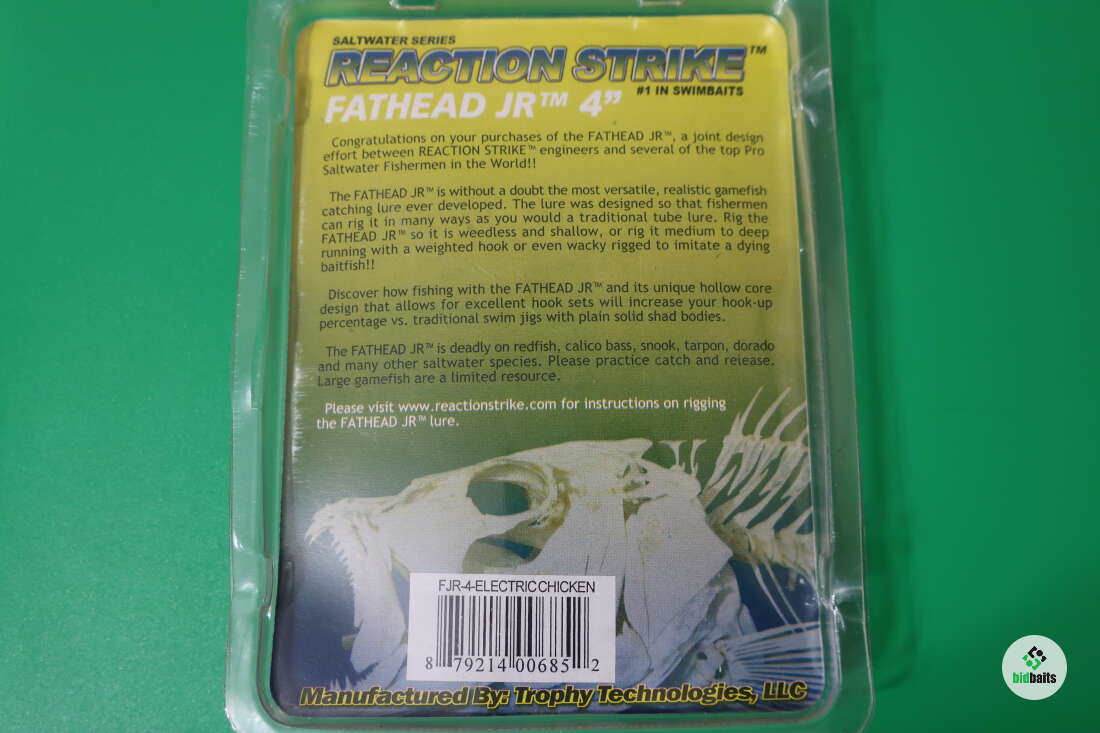 SALTWATER SERIES
REACTION STRIKE™
#1 IN SWIMBAITS
FATHEAD JR™ 4”
Congratulations on your purchases of the FATHEAD JR™, a joint design
effort between REACTION STRIKE™ engineers and several of the top Pro
Saltwater Fishermen in the World!!
The FATHEAD JR™ is without a doubt the most versatile, realistic gamefish
catching lure ever developed. The lure was designed so that fishermen
can rig it in many ways as you would a traditional tube lure. Rig the
FATHEAD JR™ so it is weedless and shallow, or rig it medium to deep
running with a weighted hook or even wacky rigged to imitate a dying
baitfish!!
Discover how fishing with the FATHEAD JR™ and its unique hollow core
design that allows for excellent hook sets will increase your hook-up
percentage vs. traditional swim jigs with plain solid shad bodies.
The FATHEAD JR™ is deadly on redfish, calico bass, snook, tarpon, dorado
and many other saltwater species. Please practice catch and release.
Large gamefish are a limited resource.
Please visit www.reactionstrike.com for instructions on rigging
the FATHEAD JR™ lure.
FJR-4-ELECTRIC CHICKEN
8 79214 00685 2
Manufactured By: Trophy Technologies, LLC
bidbaits